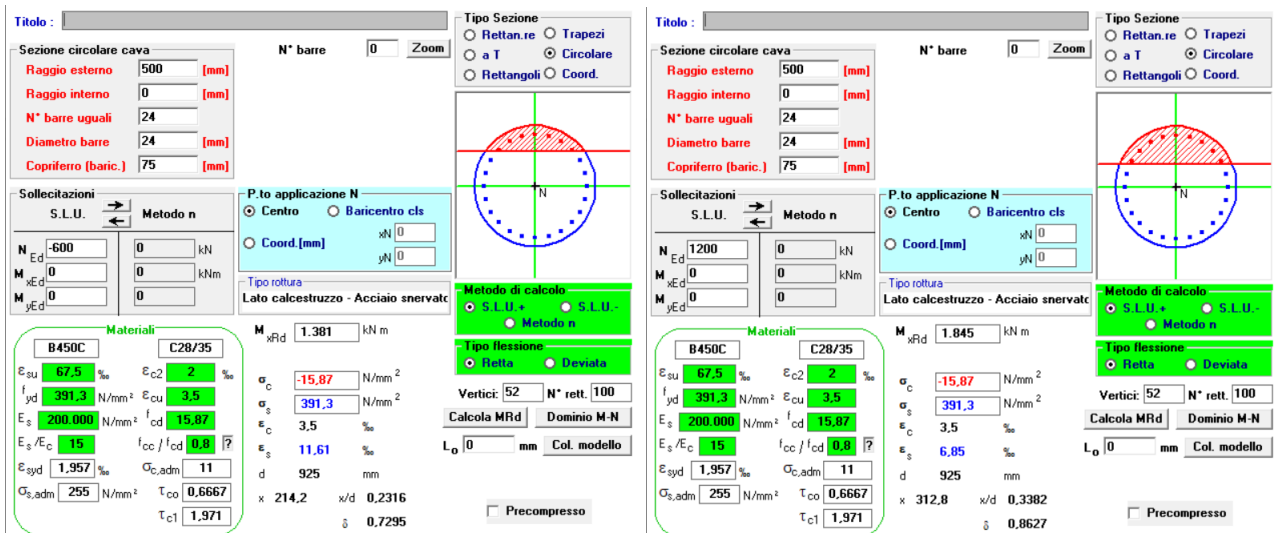 Titolo :
Tipo Sezione
Rettan.re Trapezi
a T Circolare
Rettangoli Coord.
Sezione circolare cava
N° barre 0 Zoom
Raggio esterno 500 [mm]
Raggio interno 0 [mm]
N° barre uguali 24
Diametro barre 24 [mm]
Copriferro (baric.) 75 [mm]
N
Sollecitazioni
S.L.U. Metodo n
P.to applicazione N
Centro Baricentro cls
Coord.[mm] xN 0
yN 0
N Ed -600 0 kN
M xEd 0 0 kNm
M yEd 0 0
Tipo rottura
Lato calcestruzzo - Acciaio snervato
Metodo di calcolo
S.L.U.+ S.L.U.-
Metodo n
Tipo flessione
Retta Deviata
Materiali
B450C C28/35
εsu 67,5 ‰ εc2 2 ‰
fyd 391,3 N/mm² εcu 3,5
Es 200.000 N/mm² fcd 15,87
Es/Ec 15 fcc / fcd 0,8 ?
εsyd 1,957 ‰ σc,adm 11
σs,adm 255 N/mm² τco 0,6667
τc1 1,971
M xRd 1.381 kN m
σc -15,87 N/mm²
σs 391,3 N/mm²
εc 3,5 ‰
εs 11,61 ‰
d 925 mm
x 214,2 x/d 0,2316
δ 0,7295
Vertici: 52 N° rett. 100
Calcola MRd Dominio M-N
Lo 0 mm Col. modello
Precompresso
Titolo :
Tipo Sezione
Rettan.re Trapezi
a T Circolare
Rettangoli Coord.
Sezione circolare cava
N° barre 0 Zoom
Raggio esterno 500 [mm]
Raggio interno 0 [mm]
N° barre uguali 24
Diametro barre 24 [mm]
Copriferro (baric.) 75 [mm]
N
Sollecitazioni
S.L.U. Metodo n
P.to applicazione N
Centro Baricentro cls
Coord.[mm] xN 0
yN 0
N Ed 1200 0 kN
M xEd 0 0 kNm
M yEd 0 0
Tipo rottura
Lato calcestruzzo - Acciaio snervato
Metodo di calcolo
S.L.U.+ S.L.U.-
Metodo n
Tipo flessione
Retta Deviata
Materiali
B450C C28/35
εsu 67,5 ‰ εc2 2 ‰
fyd 391,3 N/mm² εcu 3,5
Es 200.000 N/mm² fcd 15,87
Es/Ec 15 fcc / fcd 0,8 ?
εsyd 1,957 ‰ σc,adm 11
σs,adm 255 N/mm² τco 0,6667
τc1 1,971
M xRd 1.845 kN m
σc -15,87 N/mm²
σs 391,3 N/mm²
εc 3,5 ‰
εs 6,85 ‰
d 925 mm
x 312,8 x/d 0,3382
δ 0,8627
Vertici: 52 N° rett. 100
Calcola MRd Dominio M-N
Lo 0 mm Col. modello
Precompresso